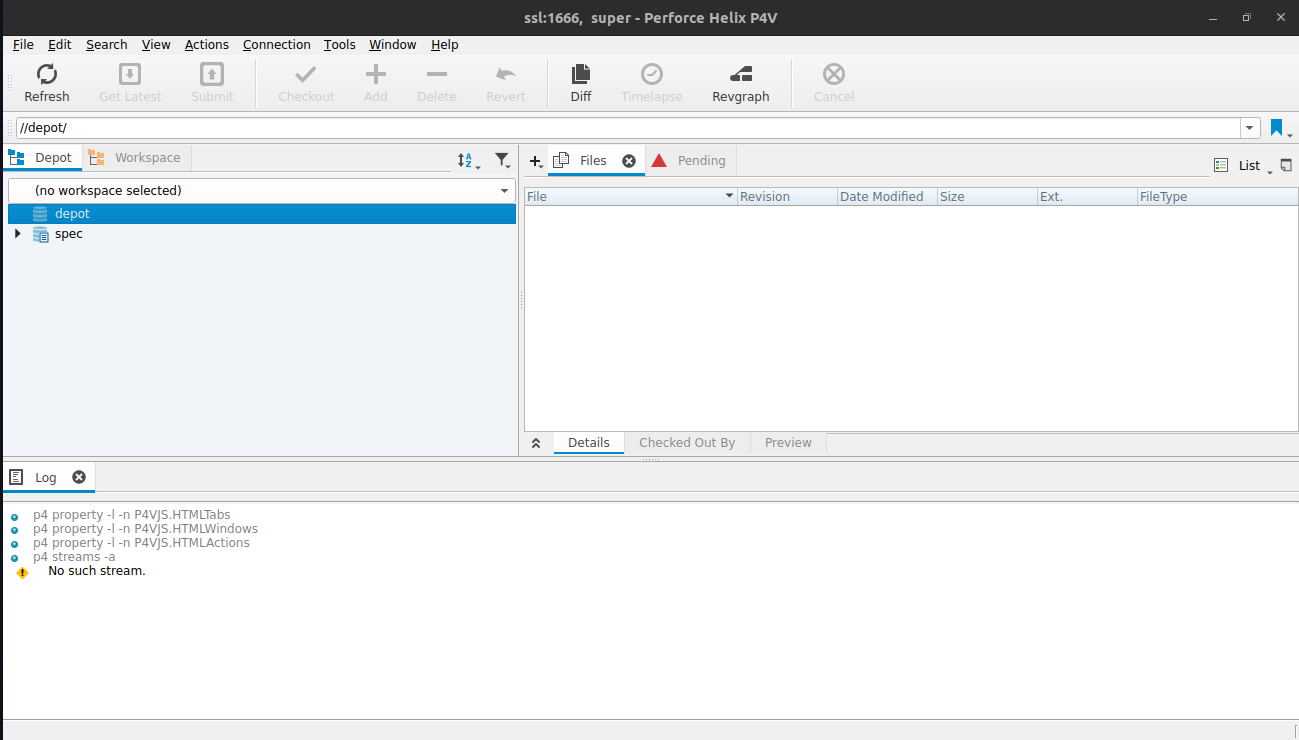 ssl:1666,  super - Perforce Helix P4V
File Edit Search View Actions Connection Tools Window Help
Refresh Get Latest Submit Checkout Add Delete Revert Diff Timelapse Revgraph Cancel
//depot/
Depot Workspace
Files Pending List
(no workspace selected)
File Revision Date Modified Size Ext. FileType
depot
spec
Details Checked Out By Preview
Log
p4 property -l -n P4VJS.HTMLTabs
p4 property -l -n P4VJS.HTMLWindows
p4 property -l -n P4VJS.HTMLActions
p4 streams -a
No such stream.